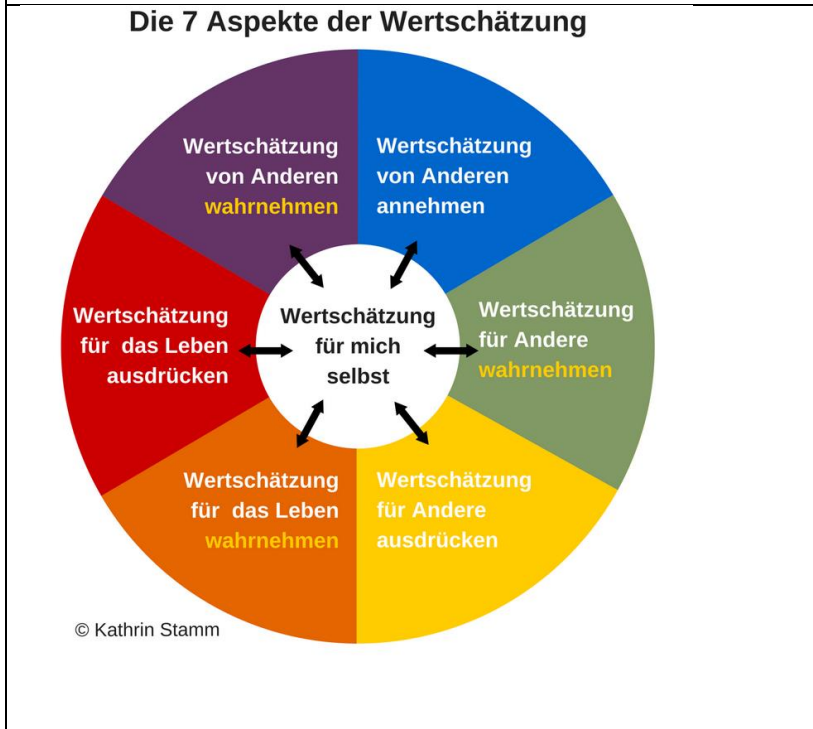 Die 7 Aspekte der Wertschätzung
Wertschätzung
von Anderen
wahrnehmen
Wertschätzung
von Anderen
annehmen
Wertschätzung
für das Leben
ausdrücken
Wertschätzung
für mich
selbst
Wertschätzung
für Andere
wahrnehmen
Wertschätzung
für das Leben
wahrnehmen
Wertschätzung
für Andere
ausdrücken
© Kathrin Stamm